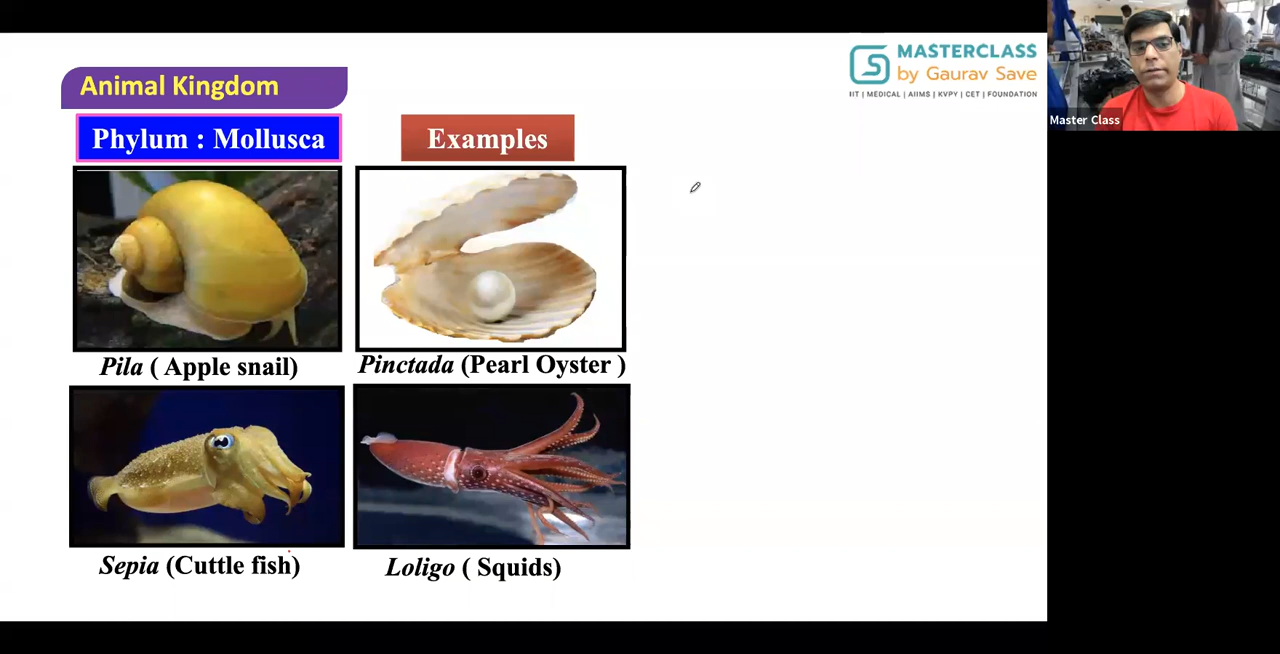 Animal Kingdom
MASTERCLASS
by Gaurav Save
IIT | MEDICAL | AIIMS | KVPY | CET | FOUNDATION
Master Class
Phylum : Mollusca
Examples
Pila ( Apple snail)
Pinctada (Pearl Oyster )
Sepia (Cuttle fish)
Loligo ( Squids)